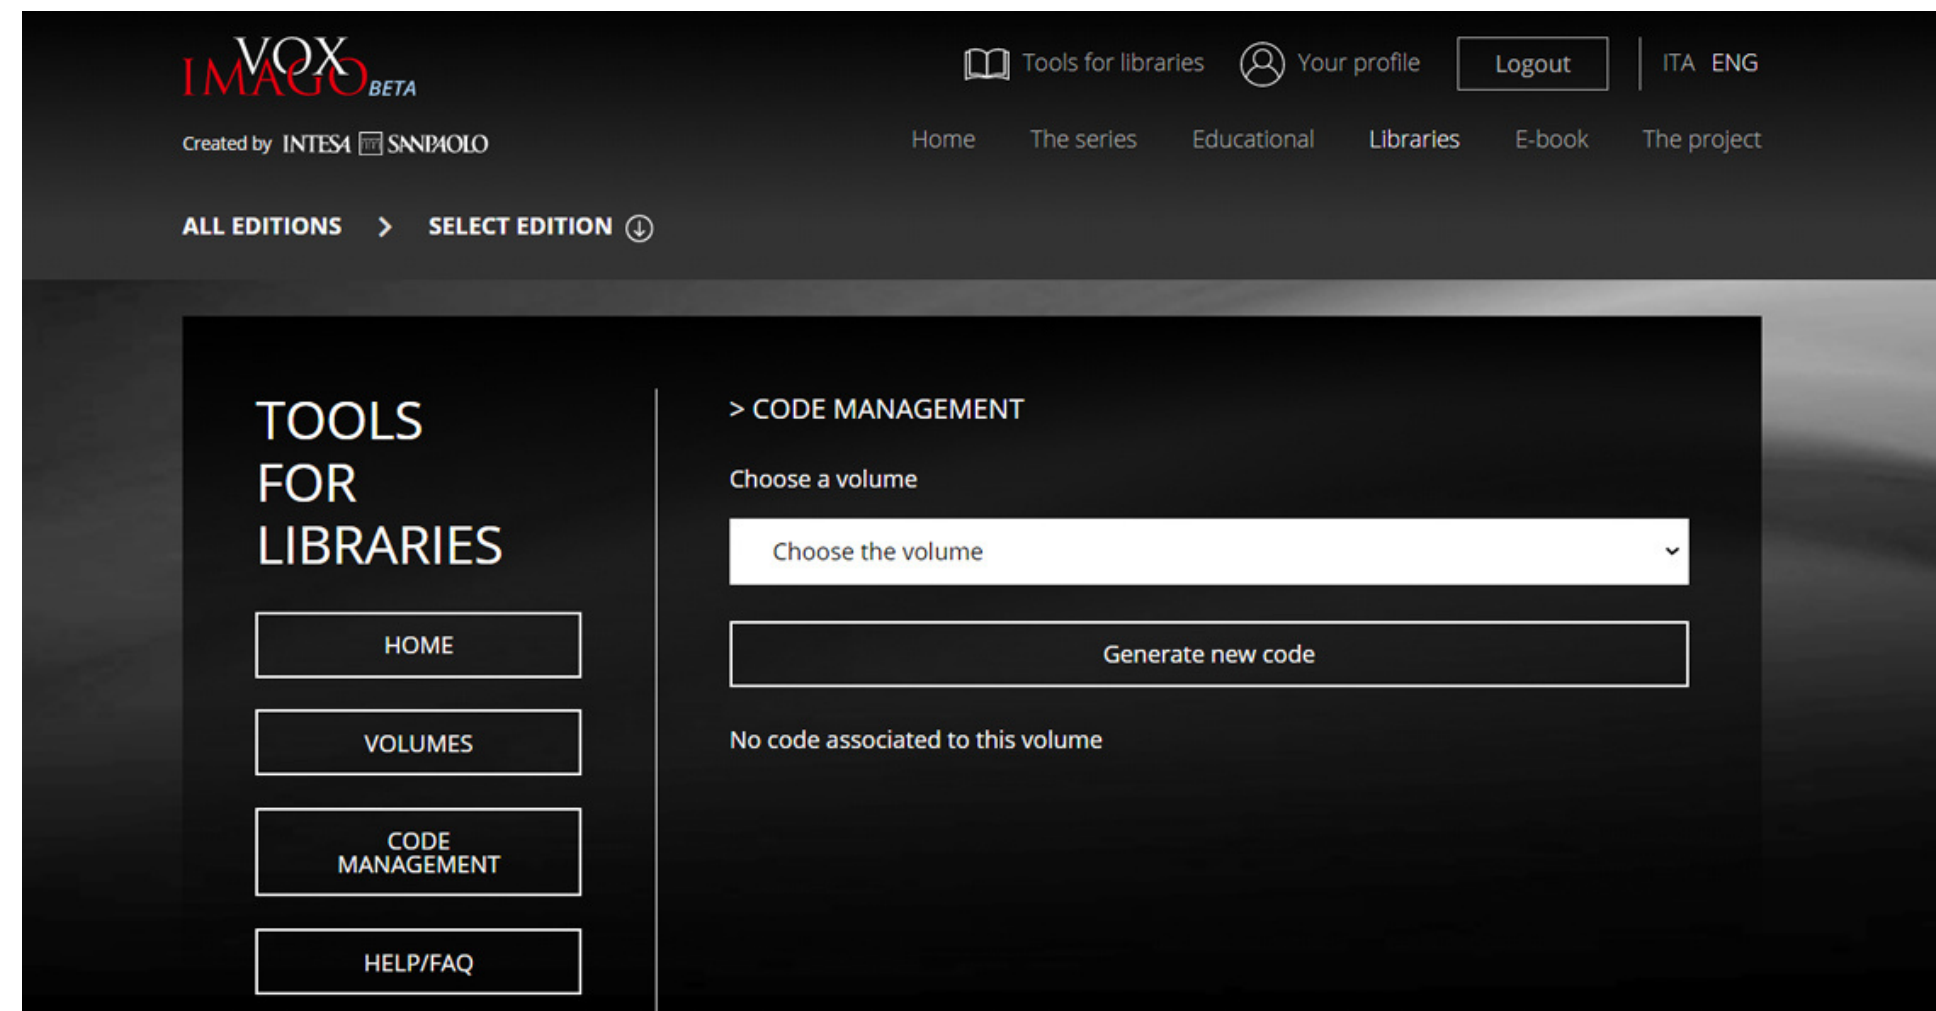 VOX
IMAGO BETA
Tools for libraries
Your profile
Logout
ITA ENG
Created by INTESA SANPAOLO
Home The series Educational Libraries E-book The project
ALL EDITIONS > SELECT EDITION
TOOLS
FOR
LIBRARIES
HOME
VOLUMES
CODE
MANAGEMENT
HELP/FAQ
> CODE MANAGEMENT
Choose a volume
Choose the volume
Generate new code
No code associated to this volume